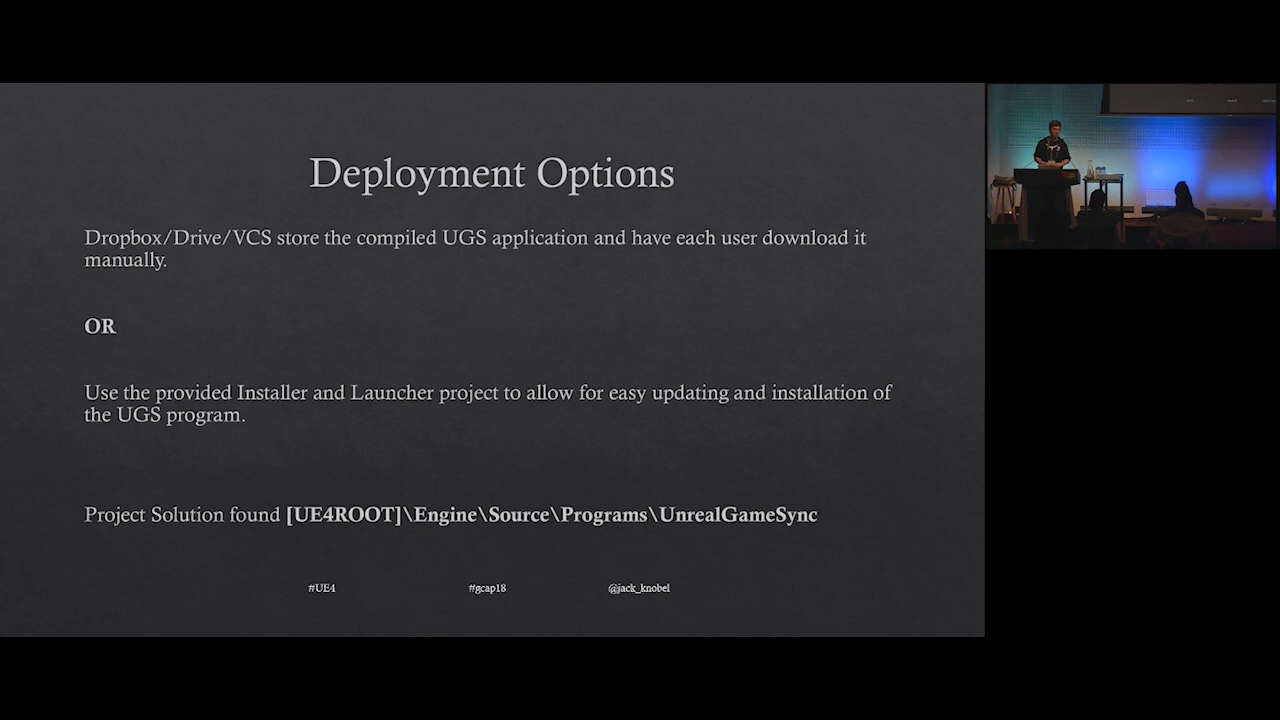 Deployment Options
Dropbox/Drive/VCS store the compiled UGS application and have each user download it
manually.
OR
Use the provided Installer and Launcher project to allow for easy updating and installation of
the UGS program.
Project Solution found [UE4ROOT]\Engine\Source\Programs\UnrealGameSync
#UE4 #gcap18 @jack_knobel